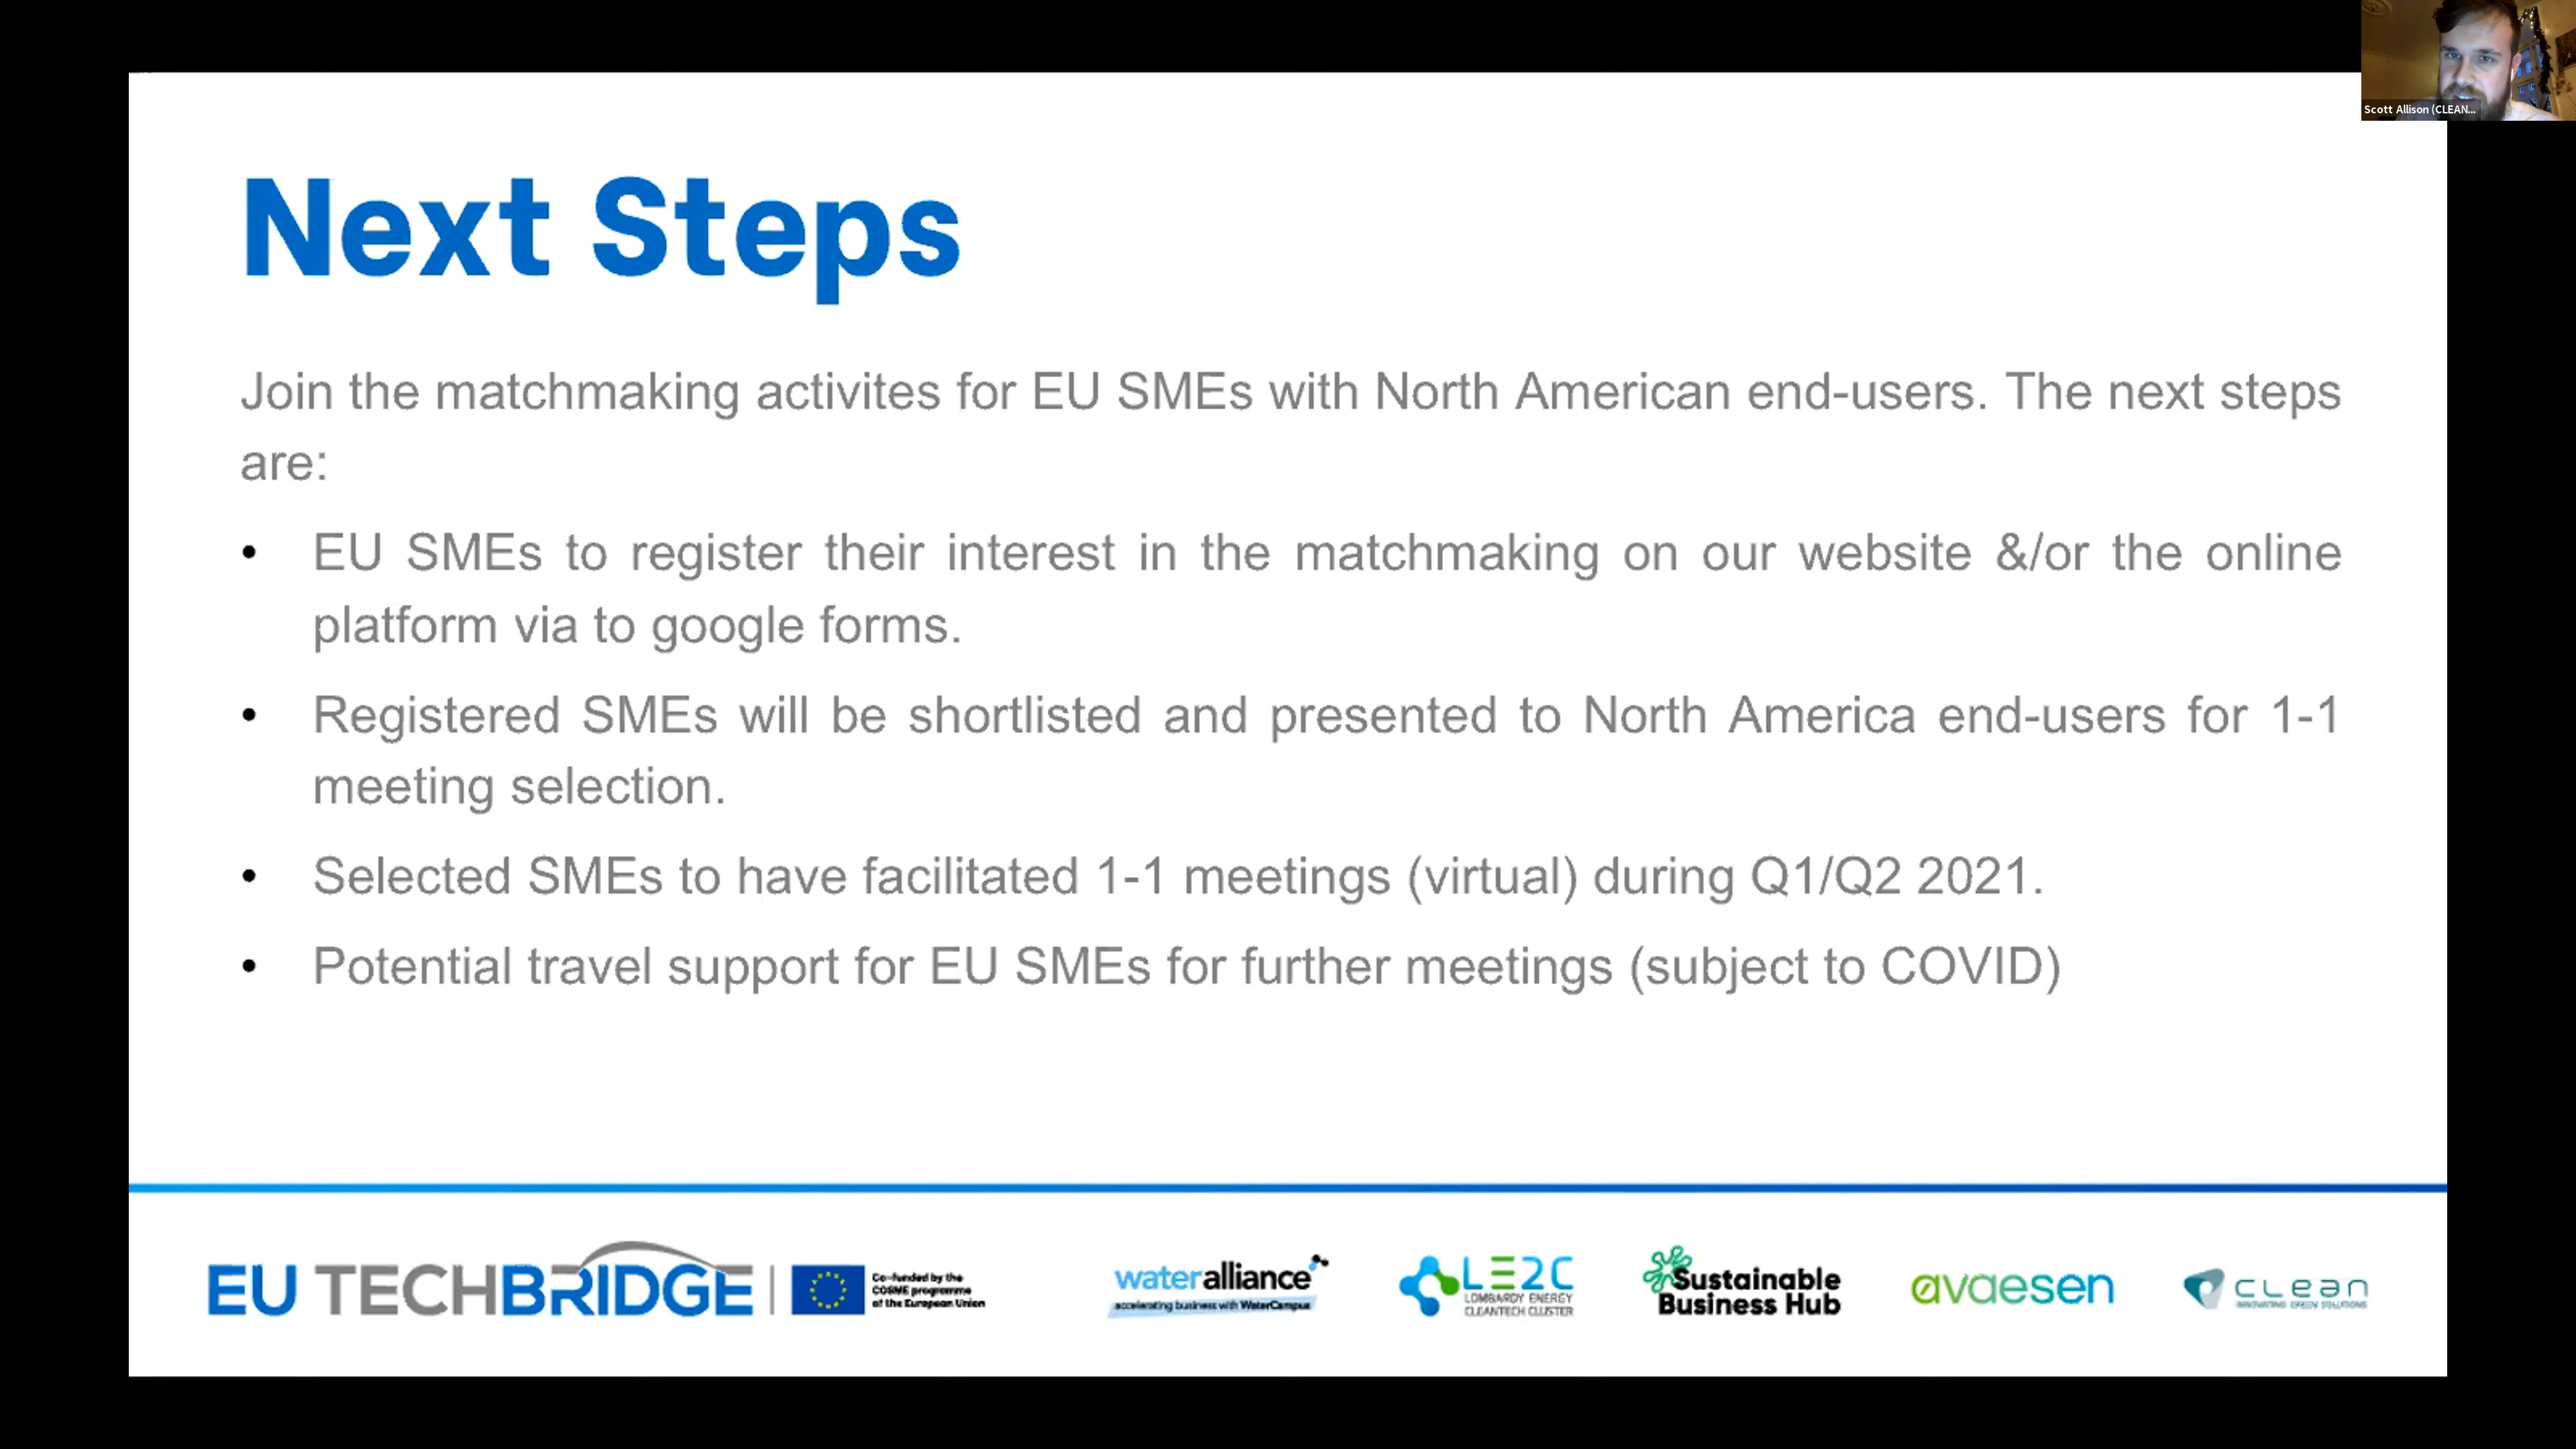 Scott Allison (CLEAN...
Next Steps
Join the matchmaking activites for EU SMEs with North American end-users. The next steps
are:
• EU SMEs to register their interest in the matchmaking on our website &/or the online
platform via to google forms.
• Registered SMEs will be shortlisted and presented to North America end-users for 1-1
meeting selection.
• Selected SMEs to have facilitated 1-1 meetings (virtual) during Q1/Q2 2021.
• Potential travel support for EU SMEs for further meetings (subject to COVID)
EU TECHBRIDGE
Co-funded by the
COSME programme
of the European Union
wateralliance
accelerating business with WaterCampus
LE2C
LOMBARDY ENERGY
CLEANTECH CLUSTER
Sustainable
Business Hub
avaesen
clean
INNOVATING GREEN SOLUTIONS